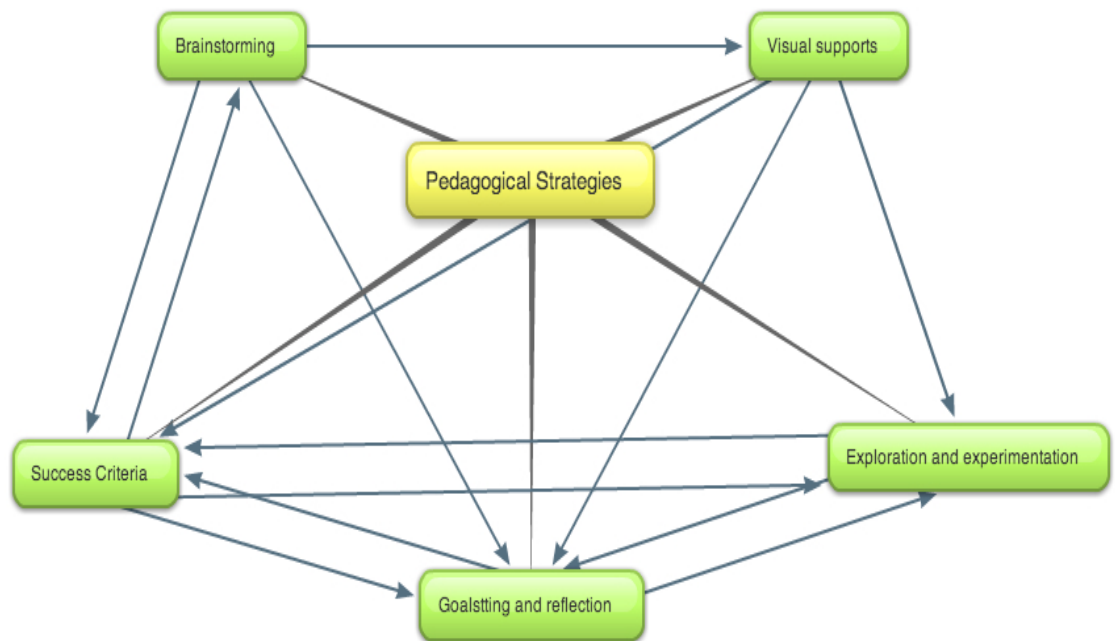 Brainstorming
Visual supports
Pedagogical Strategies
Success Criteria
Exploration and experimentation
Goalstting and reflection